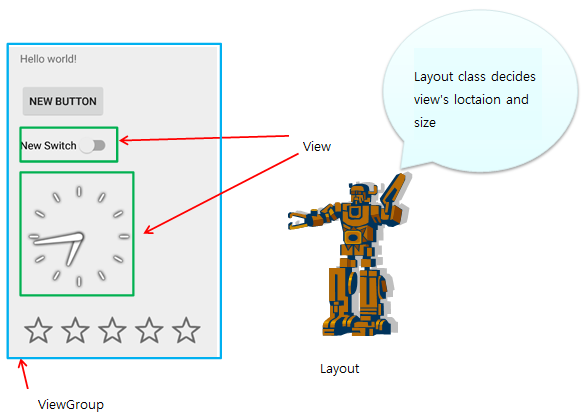 Hello world!
NEW BUTTON
New Switch
View
ViewGroup
Layout class decides
view's loctaion and
size
Layout